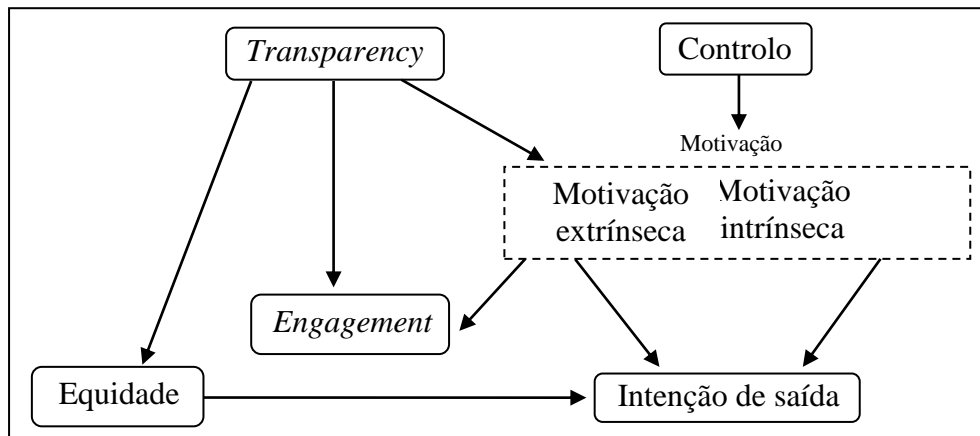 Transparency
Controlo
Motivação
Motivação
extrínseca
Motivação
intrínseca
Engagement
Equidade
Intenção de saída